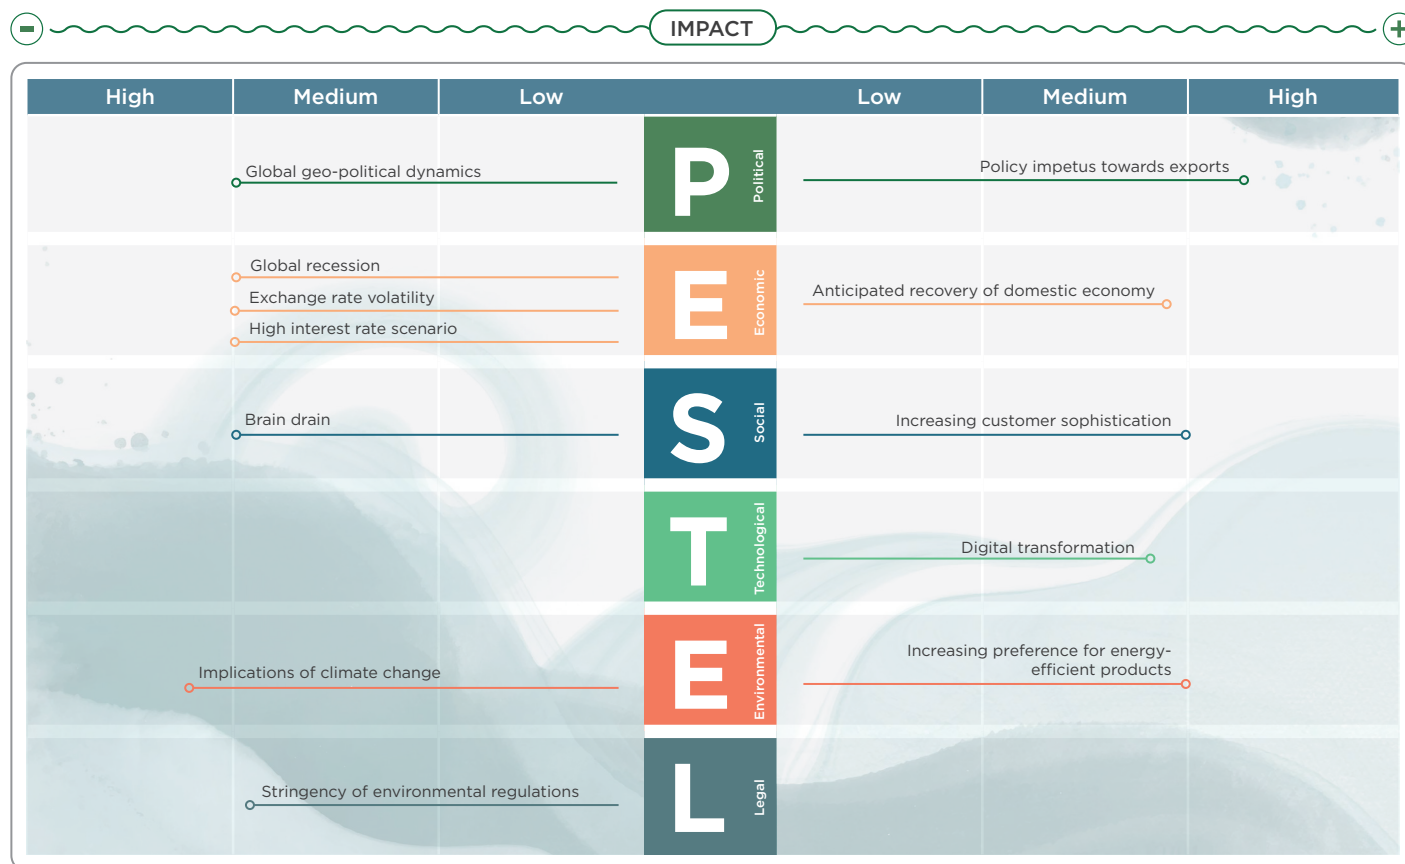 IMPACT
High Medium Low Low Medium High
P Political
Global geo-political dynamics
Policy impetus towards exports
E Economic
Global recession
Exchange rate volatility
High interest rate scenario
Anticipated recovery of domestic economy
S Social
Brain drain
Increasing customer sophistication
T Technological
Digital transformation
E Environmental
Implications of climate change
Increasing preference for energy-
efficient products
L Legal
Stringency of environmental regulations